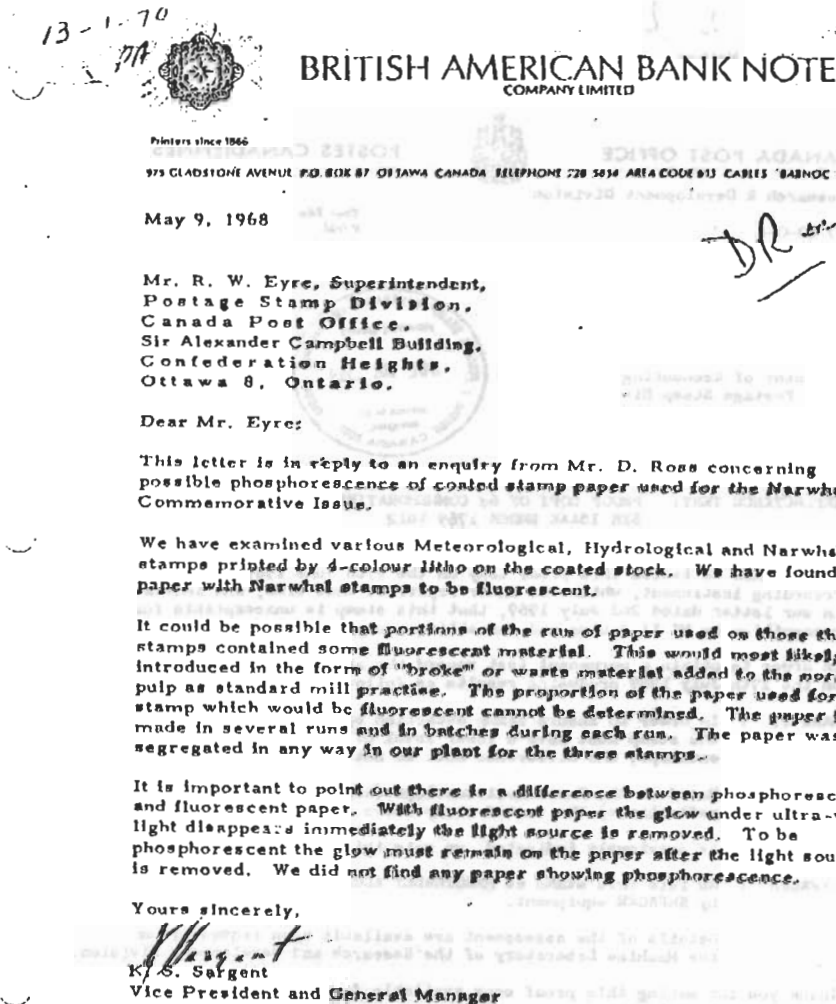 13-1-70
BRITISH AMERICAN BANK NOTE
COMPANY LIMITED
Printers since 1866
975 GLADSTONE AVENUE P.O. BOX 87 OTTAWA CANADA TELEPHONE 728 5854 AREA CODE 613 CABLES "BABNOC
May 9, 1968
DR
Mr. R. W. Eyre, Superintendent,
Postage Stamp Division,
Canada Post Office,
Sir Alexander Campbell Building,
Confederation Heights,
Ottawa 8, Ontario.
Dear Mr. Eyre:
This letter is in reply to an enquiry from Mr. D. Ross concerning
possible phosphorescence of coated stamp paper used for the Narwh
Commemorative Issue.
We have examined various Meteorological, Hydrological and Narwha
stamps printed by 4-colour litho on the coated stock. We have found
paper with Narwhal stamps to be fluorescent.
It could be possible that portions of the run of paper used on those th
stamps contained some fluorescent material. This would most likel
introduced in the form of "broke" or waste material added to the nor
pulp as standard mill practise. The proportion of the paper used for
stamp which would be fluorescent cannot be determined. The paper
made in several runs and in batches during each run. The paper was
segregated in any way in our plant for the three stamps.
It is important to point out there is a difference between phosphoresc
and fluorescent paper. With fluorescent paper the glow under ultra-
light disappears immediately the light source is removed. To be
phosphorescent the glow must remain on the paper after the light sou
is removed. We did not find any paper showing phosphorescence.
Yours sincerely,
K. S. Sargent
Vice President and General Manager